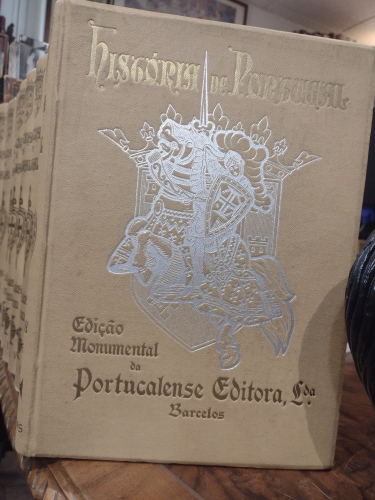 História de Portugal
Edição
Monumental
da
Portucalense Editora, Lda.
Barcelos